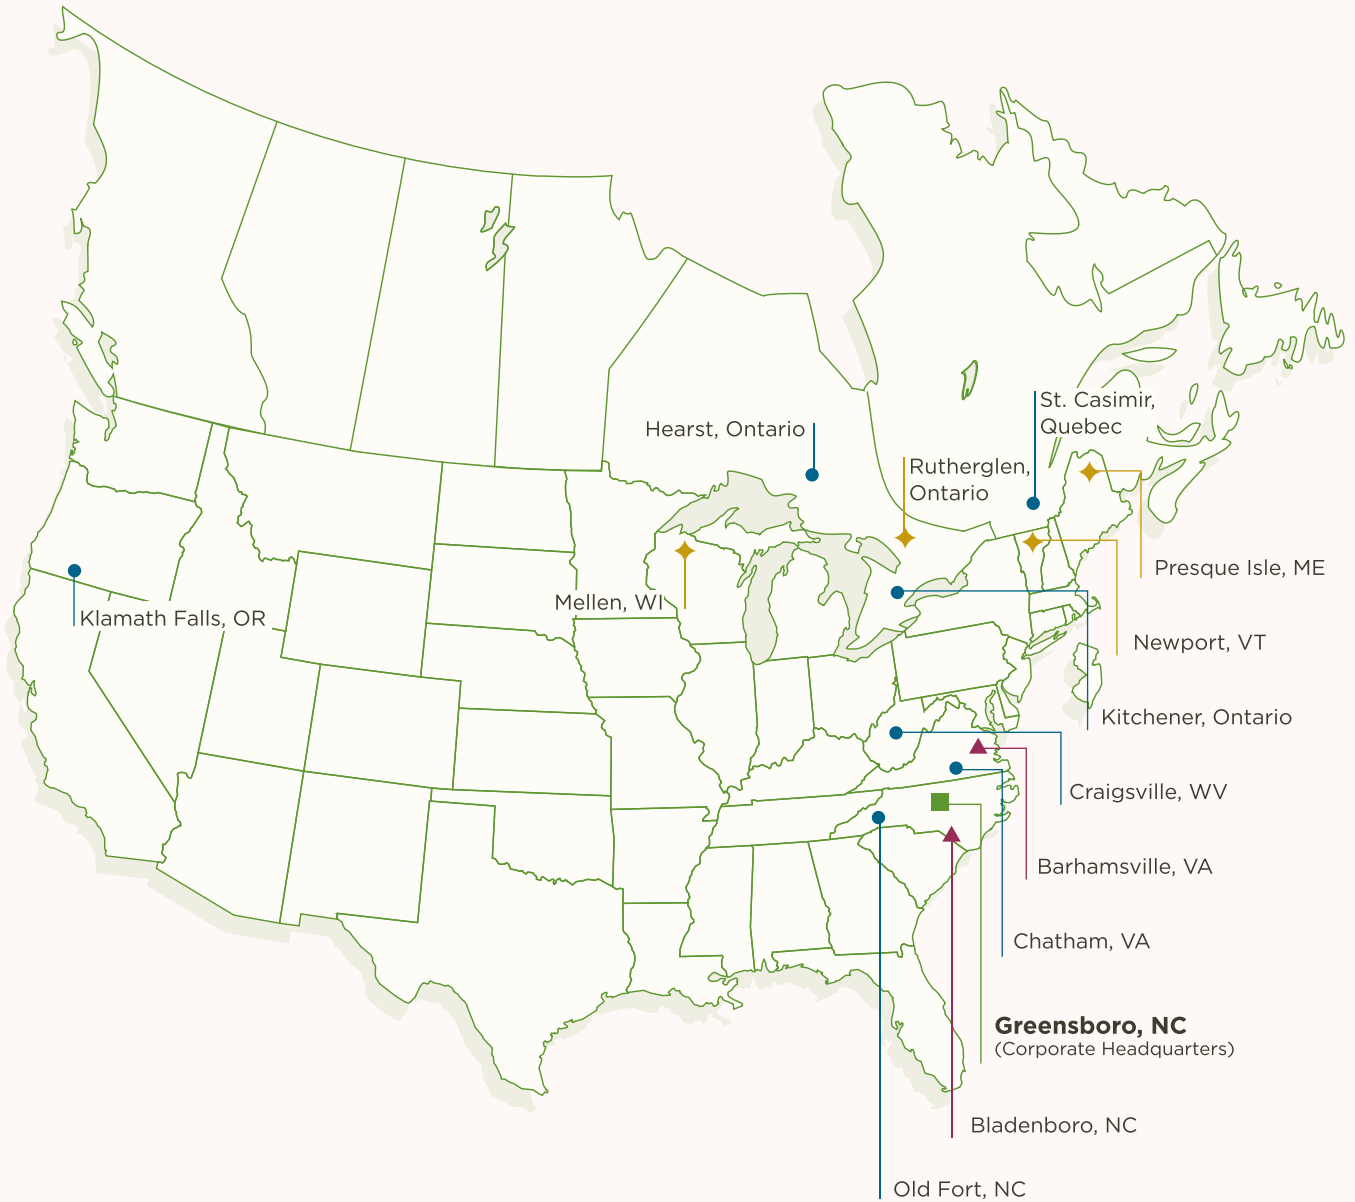 St. Casimir,
Quebec
Hearst, Ontario
Rutherglen,
Ontario
Presque Isle, ME
Mellen, WI
Klamath Falls, OR
Newport, VT
Kitchener, Ontario
Craigsville, WV
Barhamsville, VA
Chatham, VA
Greensboro, NC
(Corporate Headquarters)
Bladenboro, NC
Old Fort, NC